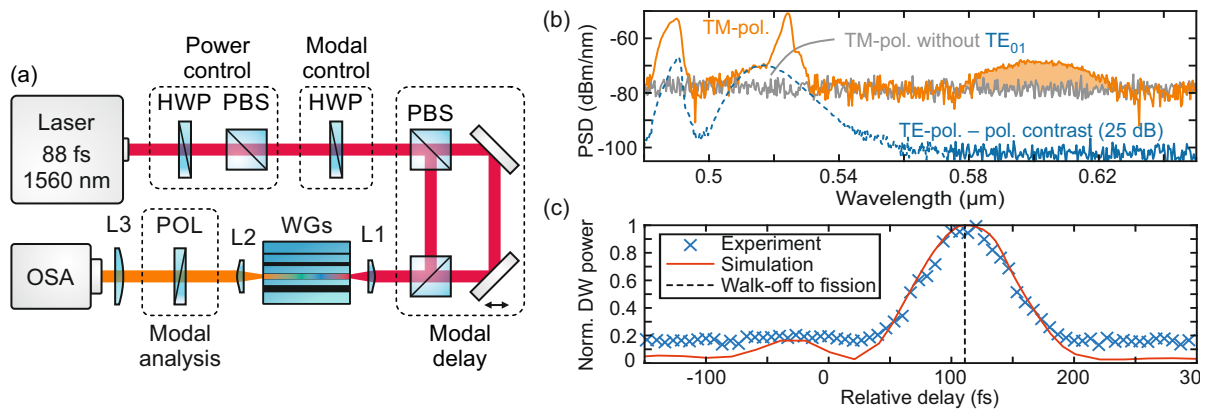 (a)
Power
control
Modal
control
HWP PBS
HWP
PBS
Laser
88 fs
1560 nm
L3
POL
L2
WGs
L1
OSA
Modal
analysis
Modal
delay
(b)
PSD (dBm/nm)
-60
-80
-100
TM-pol.
TM-pol. without TE01
TE-pol. – pol. contrast (25 dB)
0.5
0.54
0.58
0.62
Wavelength (μm)
(c)
Norm. DW power
1
0.8
0.6
0.4
0.2
0
Experiment
Simulation
Walk-off to fission
-100
0
100
200
300
Relative delay (fs)